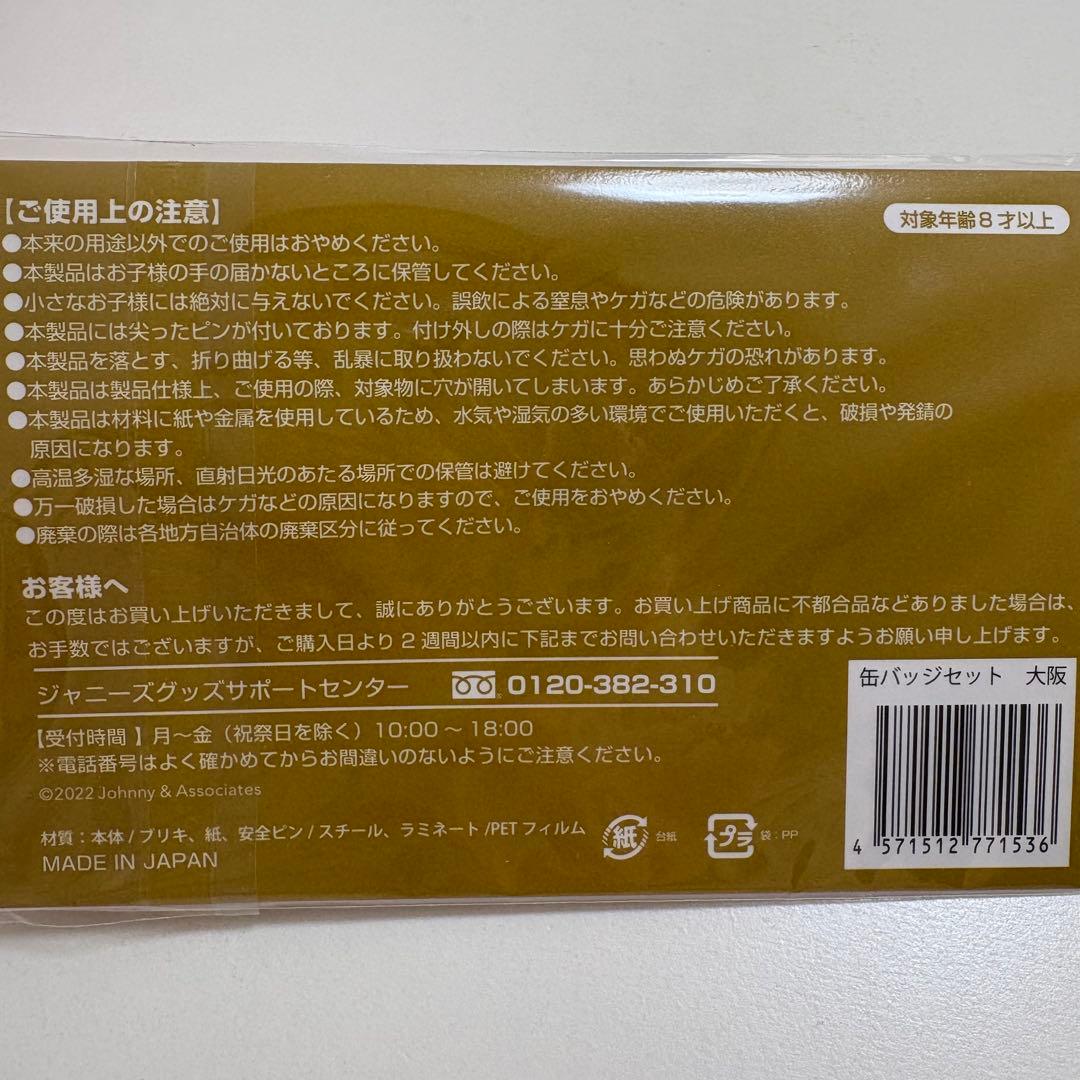 【ご使用上の注意】
対象年齢8才以上
●本来の用途以外でのご使用はおやめください。
●本製品はお子様の手の届かないところに保管してください。
●小さなお子様には絶対に与えないでください。誤飲による窒息やケガなどの危険があります。
●本製品には尖ったピンが付いております。付け外しの際はケガに十分ご注意ください。
●本製品を落とす、折り曲げる等、乱暴に取り扱わないでください。思わぬケガの恐れがあります。
●本製品は製品仕様上、ご使用の際、対象物に穴が開いてしまいます。あらかじめご了承ください。
●本製品は材料に紙や金属を使用しているため、水気や湿気の多い環境でご使用いただくと、破損や発錆の
原因になります。
●高温多湿な場所、直射日光のあたる場所での保管は避けてください。
●万一破損した場合はケガなどの原因になりますので、ご使用をおやめください。
●廃棄の際は各地方自治体の廃棄区分に従ってください。
お客様へ
この度はお買い上げいただきまして、誠にありがとうございます。お買い上げ商品に不都合品などありました場合は、
お手数ではございますが、ご購入日より2週間以内に下記までお問い合わせいただきますようお願い申し上げます。
ジャニーズグッズサポートセンター 0120-382-310
【受付時間】月〜金（祝祭日を除く）10:00 〜 18:00
※電話番号はよく確かめてからお間違いのないようにご注意ください。
©2022 Johnny & Associates
材質：本体 / ブリキ、紙、安全ピン / スチール、ラミネート /PETフィルム
紙 台紙
プラ 袋：PP
MADE IN JAPAN
缶バッジセット 大阪
4 571512 771536